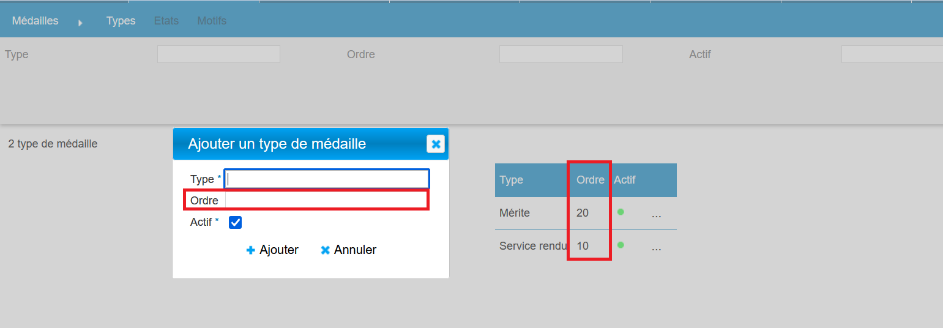 Médailles Types Etats Motifs
Type Ordre Actif
2 type de médaille
Ajouter un type de médaille
Type *
Ordre
Actif *
Ajouter Annuler
Type Ordre Actif
Mérite 20 ...
Service rendu 10 ...